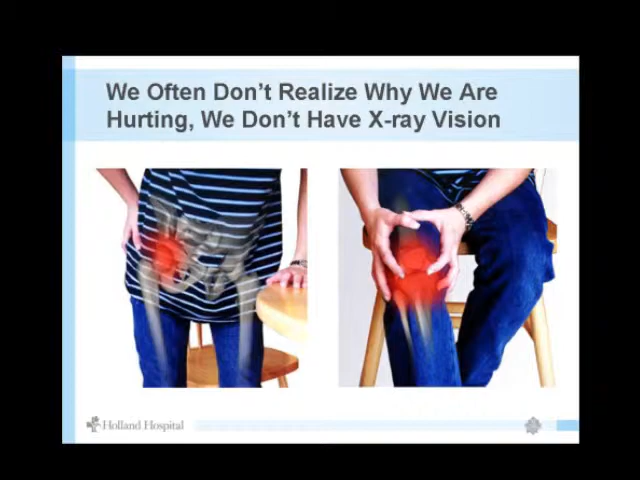 We Often Don't Realize Why We Are
Hurting, We Don't Have X-ray Vision
Holland Hospital